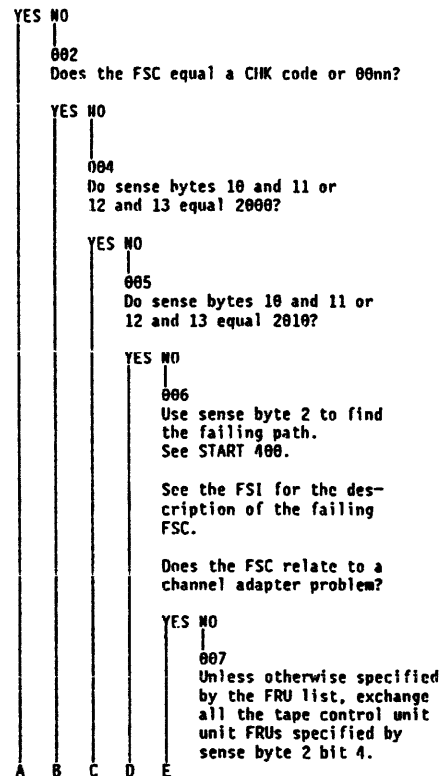 YES NO
002
Does the FSC equal a CHK code or 00nn?
YES NO
004
Do sense bytes 10 and 11 or
12 and 13 equal 2000?
YES NO
005
Do sense bytes 10 and 11 or
12 and 13 equal 2010?
YES NO
006
Use sense byte 2 to find
the failing path.
See START 400.
See the FSI for the des-
cription of the failing
FSC.
Does the FSC relate to a
channel adapter problem?
YES NO
007
Unless otherwise specified
by the FRU list, exchange
all the tape control unit
unit FRUs specified by
sense byte 2 bit 4.
A B C D E